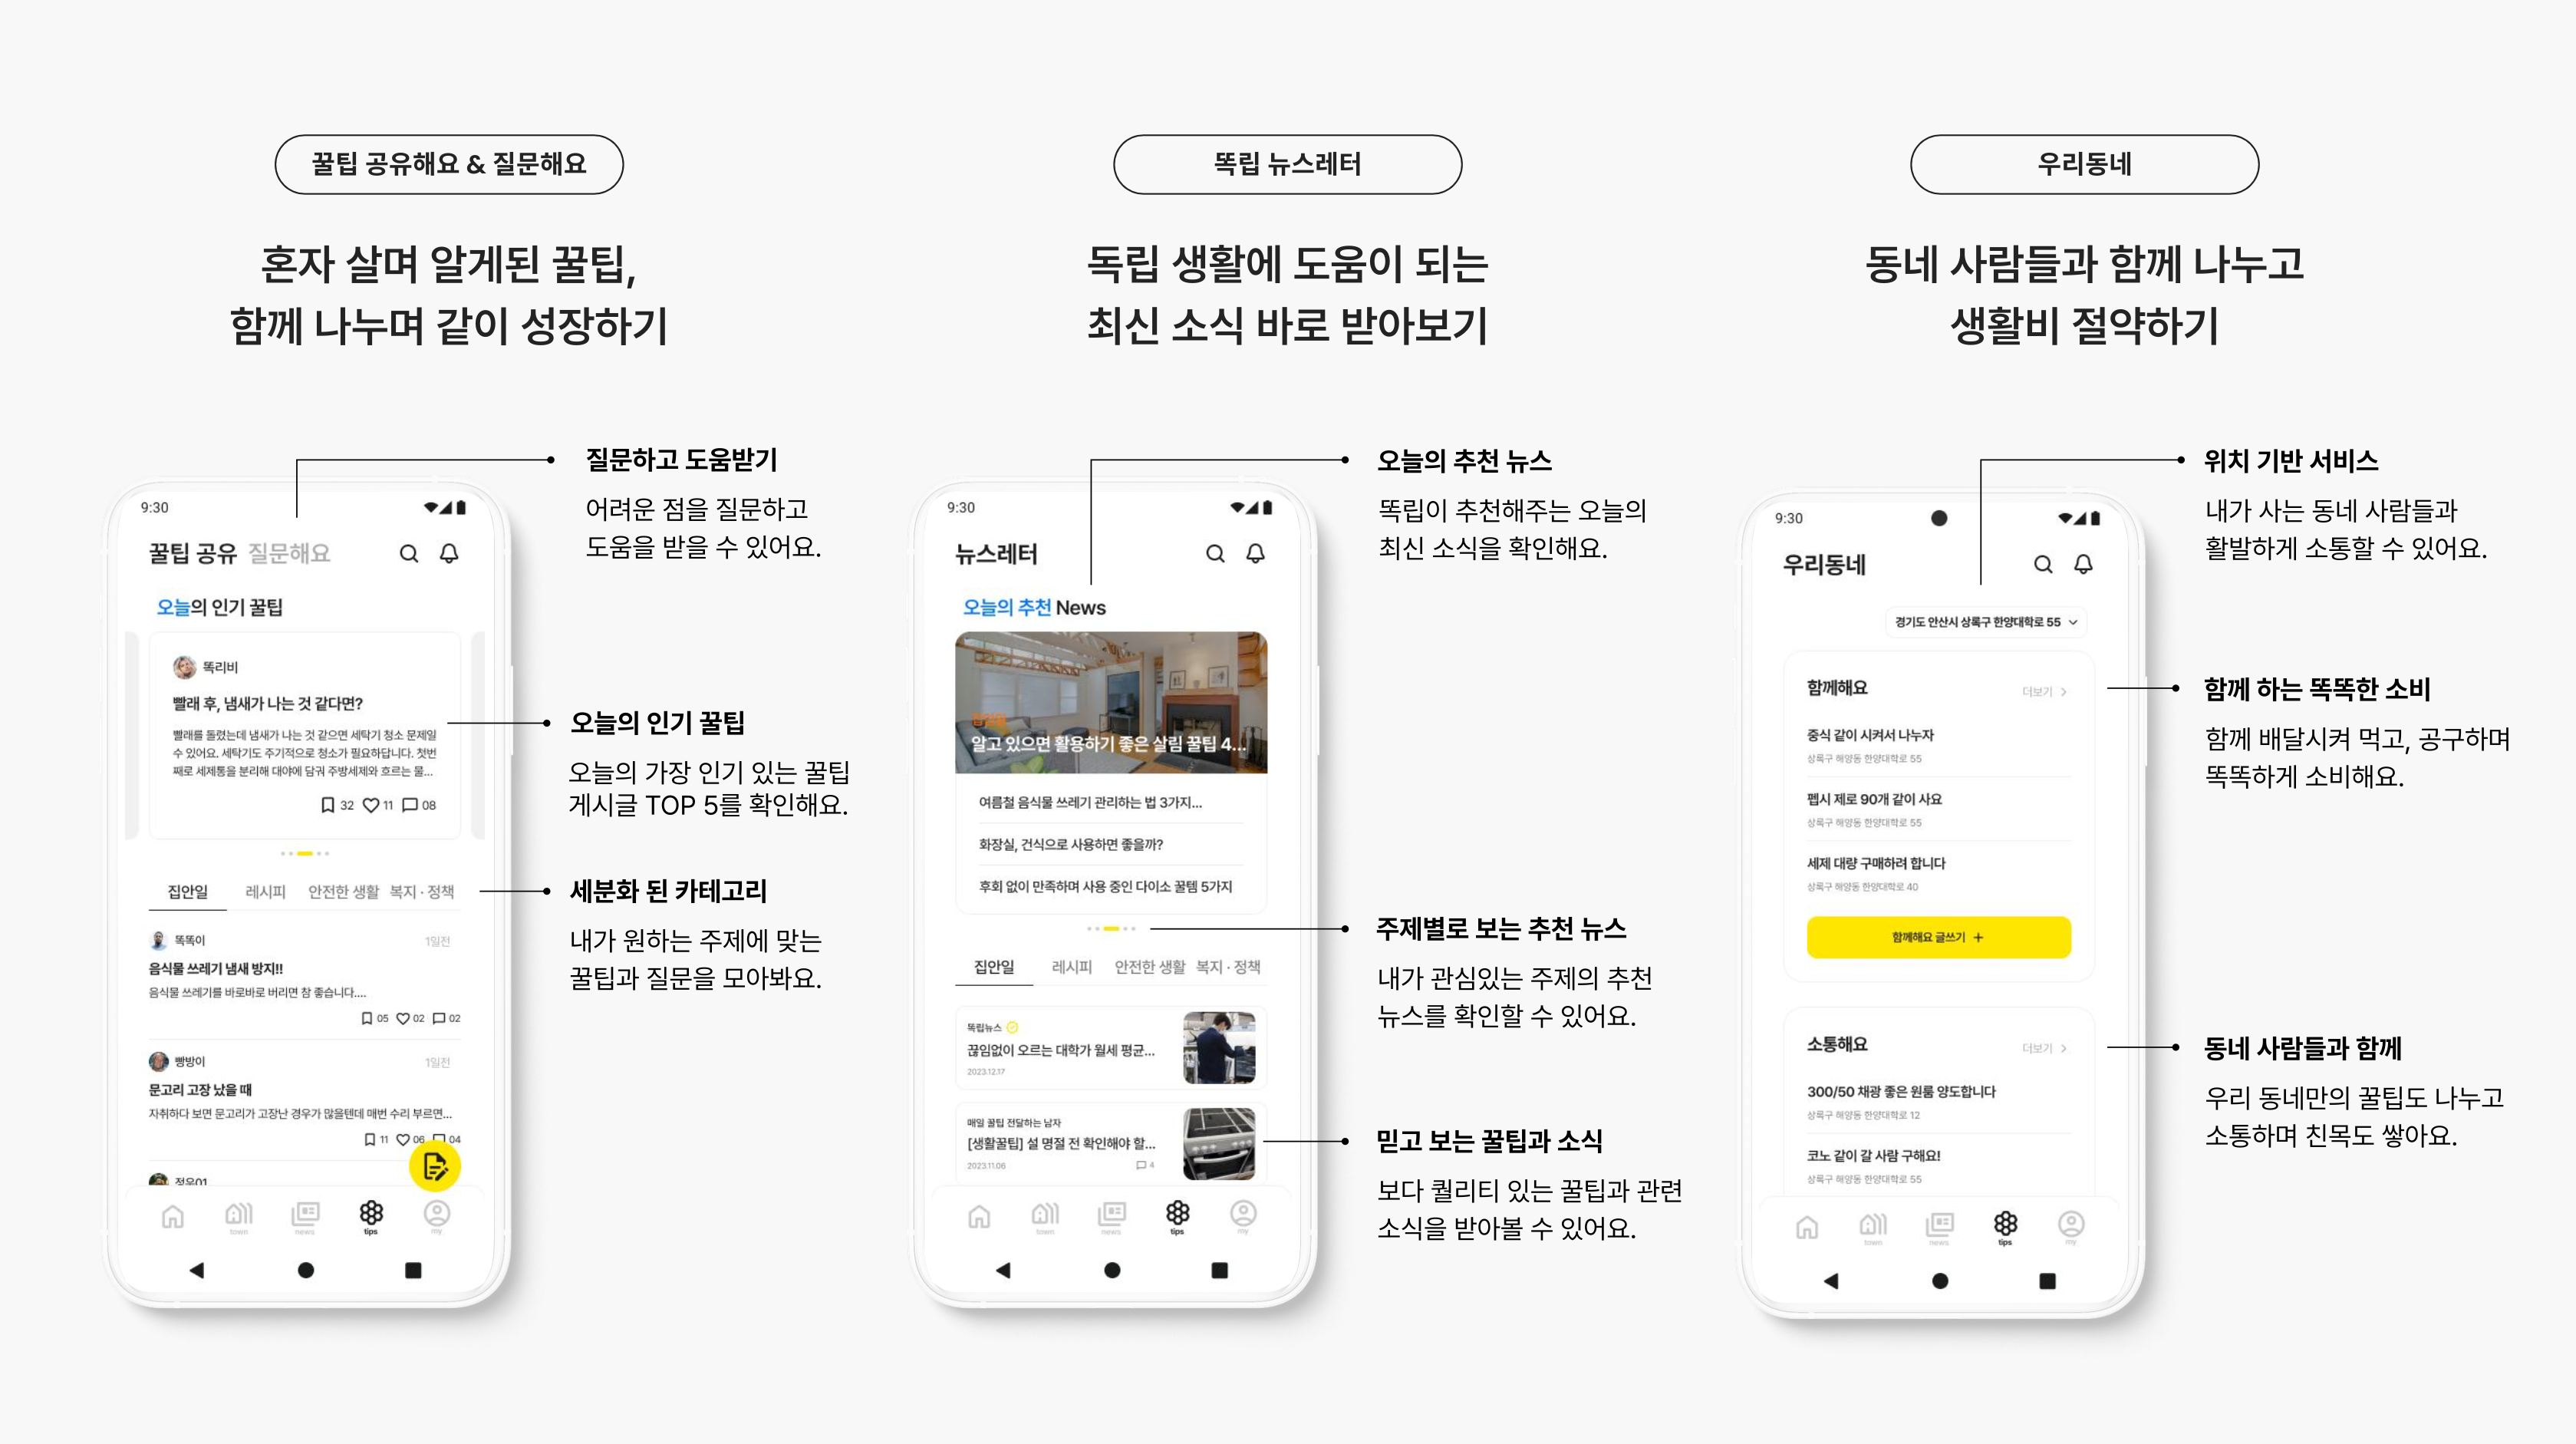 꿀팁 공유해요 & 질문해요
혼자 살며 알게된 꿀팁,
함께 나누며 같이 성장하기
질문하고 도움받기
어려운 점을 질문하고
도움을 받을 수 있어요.
9:30
꿀팁 공유 질문해요
오늘의 인기 꿀팁
똑리비
빨래 후, 냄새가 나는 것 같다면?
빨래를 돌렸는데 냄새가 나는 것 같으면 세탁기 청소 문제일
수 있어요. 세탁기도 주기적으로 청소가 필요하답니다. 첫번
째로 세제통을 분리해 대야에 담궈 주방세제와 흐르는 물...
32 11 08
오늘의 인기 꿀팁
오늘의 가장 인기 있는 꿀팁
게시글 TOP 5를 확인해요.
집안일 레시피 안전한 생활 복지 · 정책
세분화 된 카테고리
내가 원하는 주제에 맞는
꿀팁과 질문을 모아봐요.
똑똑이 1일전
음식물 쓰레기 냄새 방지!!
음식물 쓰레기를 바로바로 버리면 참 좋습니다....
05 02 02
빵방이 1일전
문고리 고장 났을 때
자취하다 보면 문고리가 고장난 경우가 많을텐데 매번 수리 부르면...
11 06 04
town news tips my
똑립 뉴스레터
독립 생활에 도움이 되는
최신 소식 바로 받아보기
오늘의 추천 뉴스
똑립이 추천해주는 오늘의
최신 소식을 확인해요.
9:30
뉴스레터
오늘의 추천 News
집안일
알고 있으면 활용하기 좋은 살림 꿀팁 4...
여름철 음식물 쓰레기 관리하는 법 3가지...
화장실, 건식으로 사용하면 좋을까?
후회 없이 만족하며 사용 중인 다이소 꿀템 5가지
주제별로 보는 추천 뉴스
내가 관심있는 주제의 추천
뉴스를 확인할 수 있어요.
집안일 레시피 안전한 생활 복지 · 정책
똑립뉴스
끊임없이 오르는 대학가 월세 평균...
2023.12.17
매일 꿀팁 전달하는 남자
[생활꿀팁] 설 명절 전 확인해야 할...
2023.11.06 4
믿고 보는 꿀팁과 소식
보다 퀄리티 있는 꿀팁과 관련
소식을 받아볼 수 있어요.
town news tips my
우리동네
동네 사람들과 함께 나누고
생활비 절약하기
위치 기반 서비스
내가 사는 동네 사람들과
활발하게 소통할 수 있어요.
9:30
우리동네
경기도 안산시 상록구 한양대학로 55
함께해요 더보기
중식 같이 시켜서 나누자
상록구 해양동 한양대학로 55
펩시 제로 90개 같이 사요
상록구 해양동 한양대학로 55
세제 대량 구매하려 합니다
상록구 해양동 한양대학로 40
함께해요 글쓰기 +
함께 하는 똑똑한 소비
함께 배달시켜 먹고, 공구하며
똑똑하게 소비해요.
소통해요 더보기
300/50 채광 좋은 원룸 양도합니다
상록구 해양동 한양대학로 12
코노 같이 갈 사람 구해요!
상록구 해양동 한양대학로 55
동네 사람들과 함께
우리 동네만의 꿀팁도 나누고
소통하며 친목도 쌓아요.
town news tips my